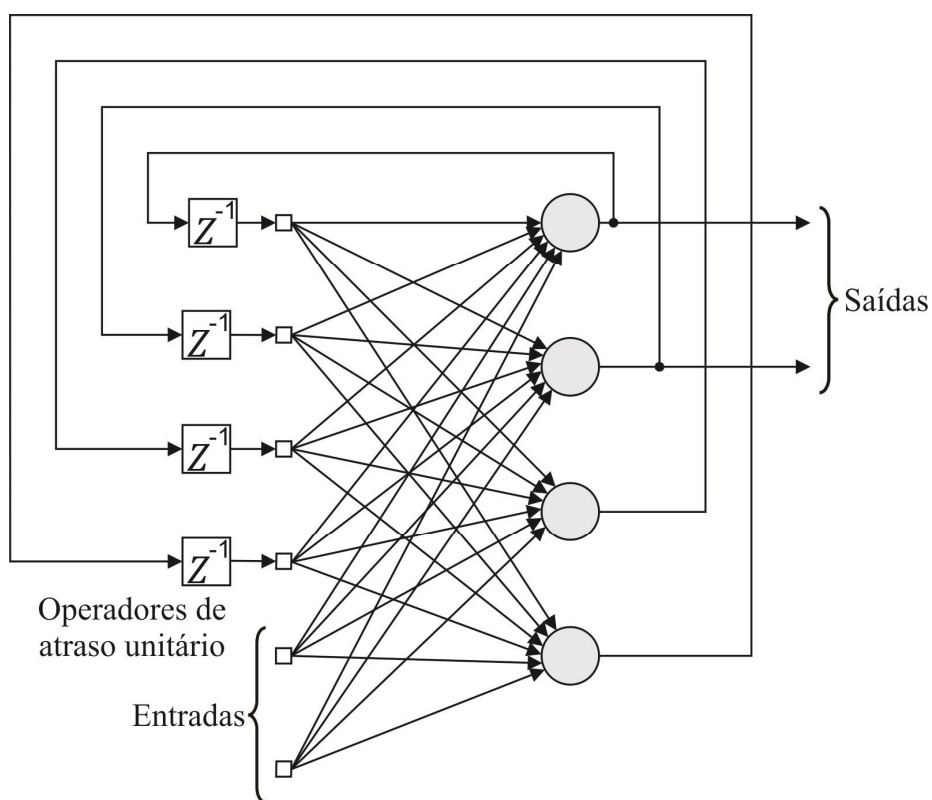 Z⁻¹
Z⁻¹
Z⁻¹
Z⁻¹
Saídas
Operadores de
atraso unitário
Entradas